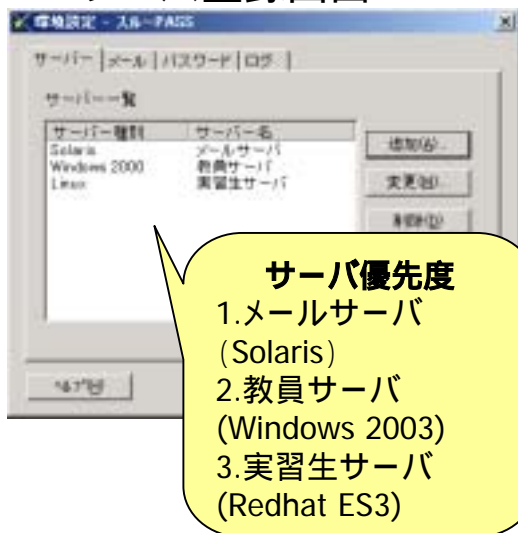 環境設定 - スルーPASS
サーバー メール パスワード ログ
サーバー一覧
サーバー種別 サーバー名
Solaris メールサーバ
Windows 2000 教員サーバ
Linux 実習生サーバ
追加(A)...
変更(E)...
削除(D)
ヘルプ(H)
サーバ優先度
1.メールサーバ
(Solaris)
2.教員サーバ
(Windows 2003)
3.実習生サーバ
(Redhat ES3)